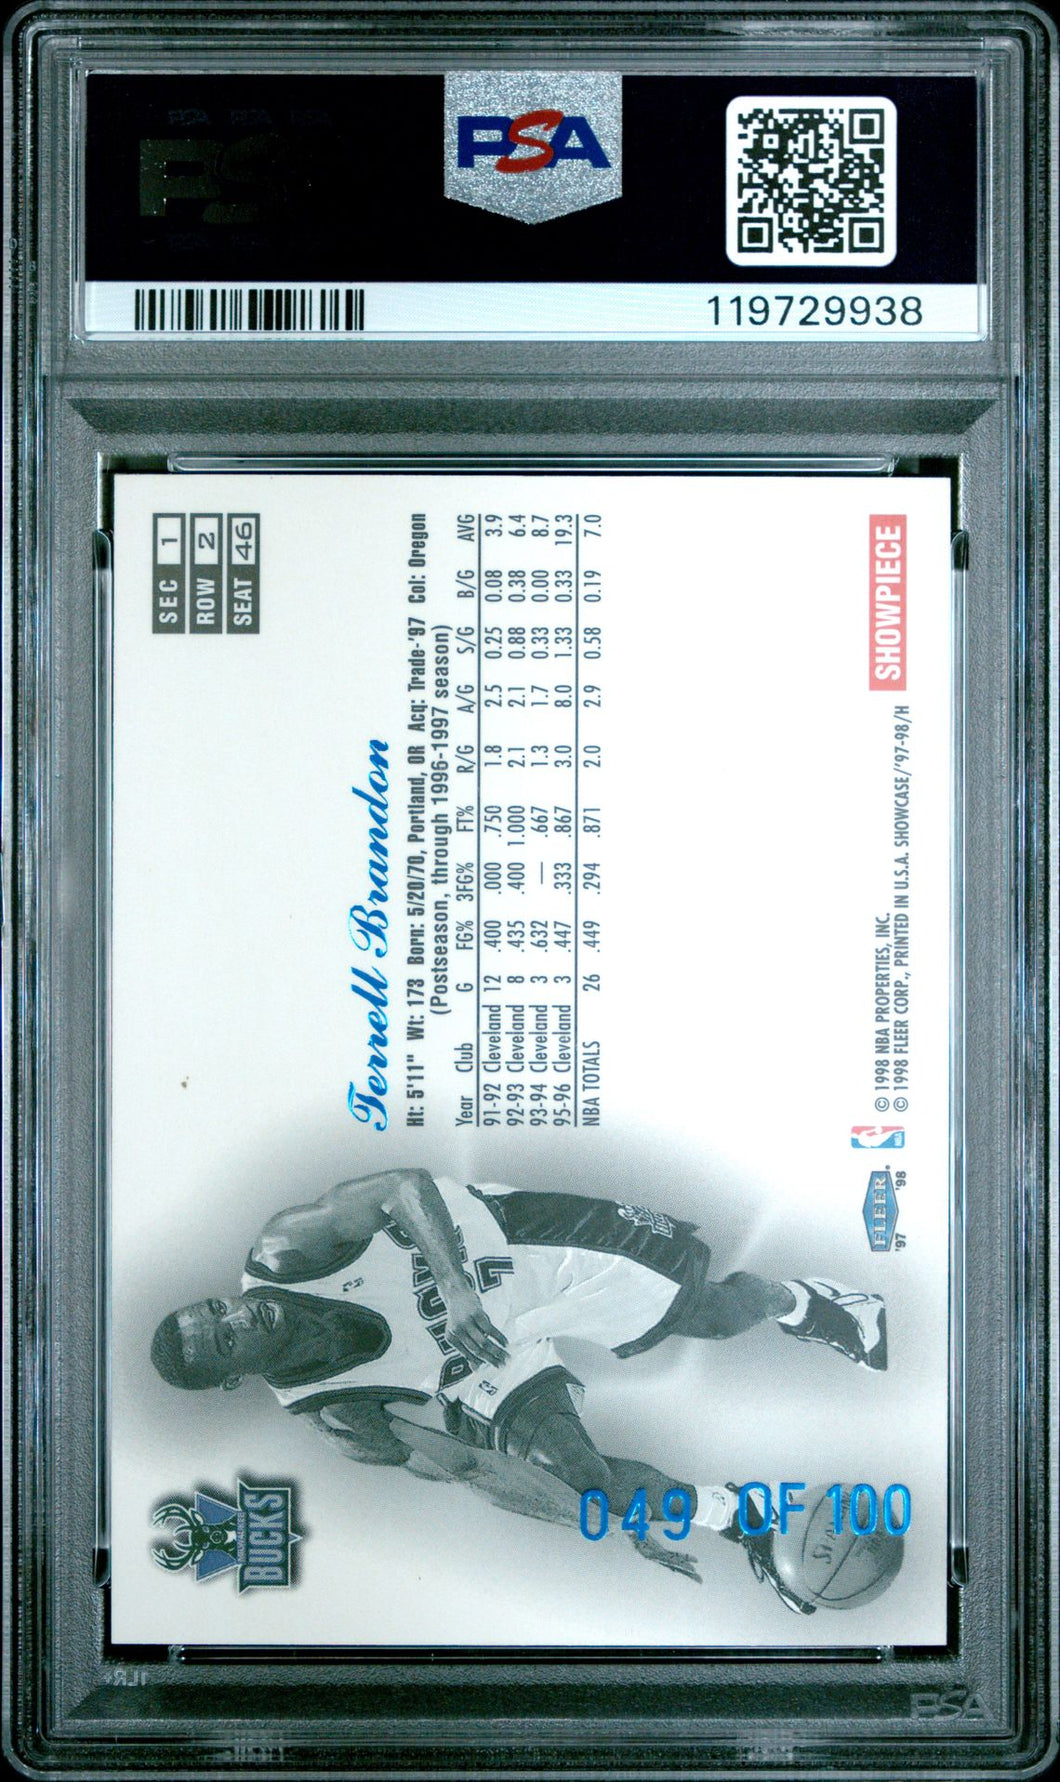 PSA
119729938
SEC 1
ROW 2
SEAT 46
Terrell Brandon
Ht: 5'11" Wt: 173 Born: 5/20/70, Portland, OR Acq: Trade-'97 Col: Oregon
(Postseason, through 1996-1997 season)
Year Club G FG% 3FG% FT% R/G A/G S/G B/G AVG
91-92 Cleveland 12 .400 .000 .750 1.8 2.5 0.25 0.08 3.9
92-93 Cleveland 8 .435 .400 1.000 2.1 2.1 0.88 0.38 6.4
93-94 Cleveland 3 .632 — .667 1.3 1.7 0.33 0.00 8.7
95-96 Cleveland 3 .447 .333 .867 3.0 8.0 1.33 0.33 19.3
NBA TOTALS 26 .449 .294 .871 2.0 2.9 0.58 0.19 7.0
BUCKS
049 OF 100
FLEER
'97 '98
NBA
© 1998 NBA PROPERTIES, INC.
© 1998 FLEER CORP., PRINTED IN U.S.A. SHOWCASE/'97-98/H
SHOWPIECE
PSA